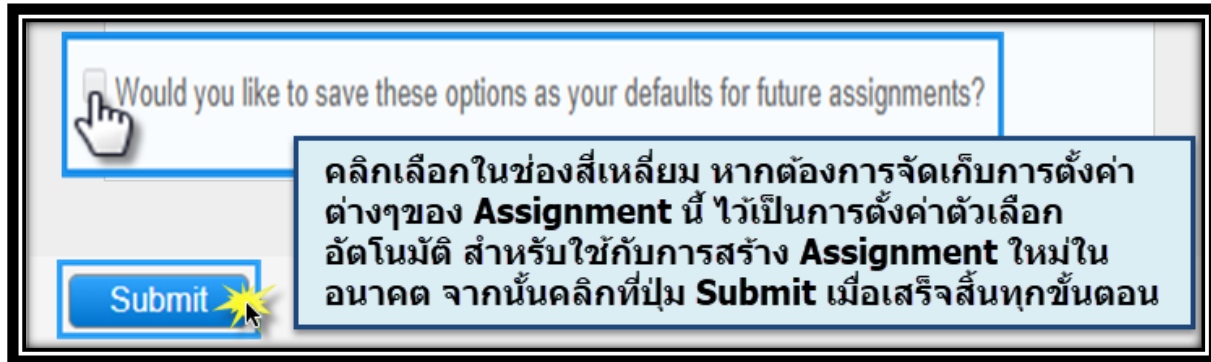 Would you like to save these options as your defaults for future assignments?
คลิกเลือกในช่องสี่เหลี่ยม หากต้องการจัดเก็บการตั้งค่า
ต่างๆของ Assignment นี้ ไว้เป็นการตั้งค่าตัวเลือก
อัตโนมัติ สำหรับใช้กับการสร้าง Assignment ใหม่ใน
อนาคต จากนั้นคลิกที่ปุ่ม Submit เมื่อเสร็จสิ้นทุกขั้นตอน
Submit